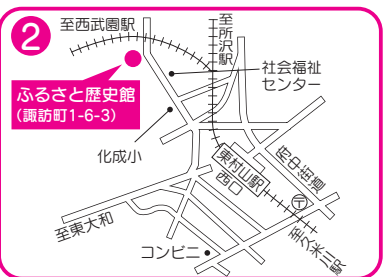 2
至西武園駅
至所沢駅
社会福祉
センター
ふるさと歴史館
(諏訪町1-6-3)
化成小
東村山駅
西口
府中街道
〒
至東大和
コンビニ
至久米川駅